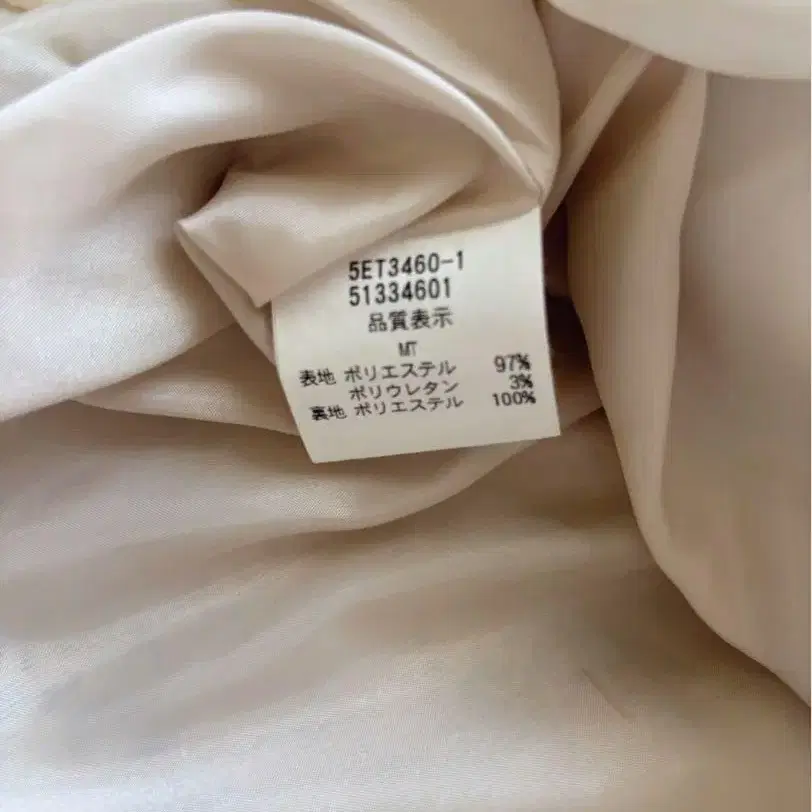 5ET3460-1
51334601
品質表示
MT
表地 ポリエステル 97%
ポリウレタン 3%
裏地 ポリエステル 100%